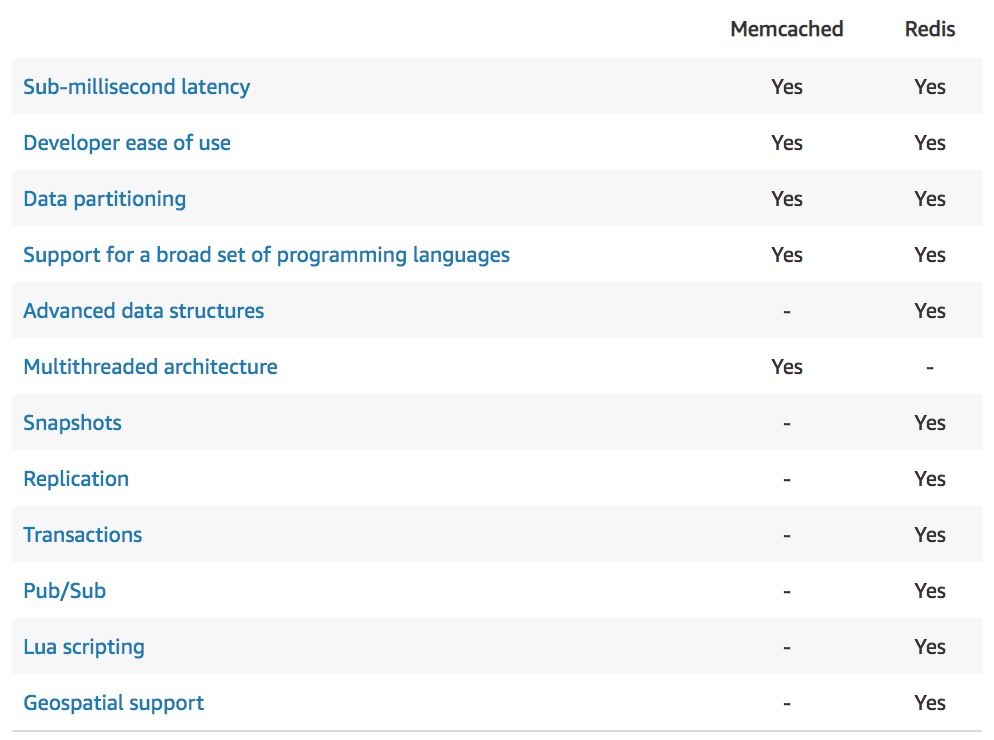 Memcached Redis
Sub-millisecond latency Yes Yes
Developer ease of use Yes Yes
Data partitioning Yes Yes
Support for a broad set of programming languages Yes Yes
Advanced data structures - Yes
Multithreaded architecture Yes -
Snapshots - Yes
Replication - Yes
Transactions - Yes
Pub/Sub - Yes
Lua scripting - Yes
Geospatial support - Yes